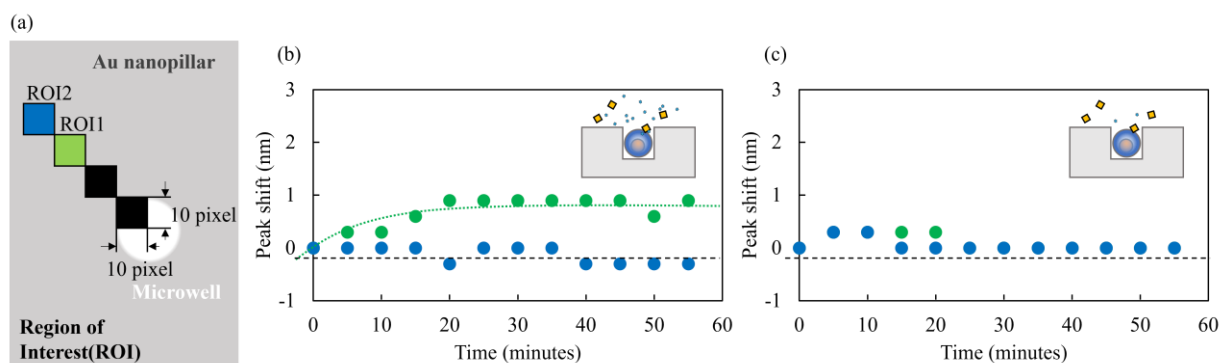 (a)
Au nanopillar
ROI2
ROI1
10 pixel
10 pixel
Microwell
Region of
Interest(ROI)
(b)
Peak shift (nm)
3
2
1
0
-1
0
10
20
30
40
50
60
Time (minutes)
(c)
Peak shift (nm)
3
2
1
0
-1
0
10
20
30
40
50
60
Time (minutes)